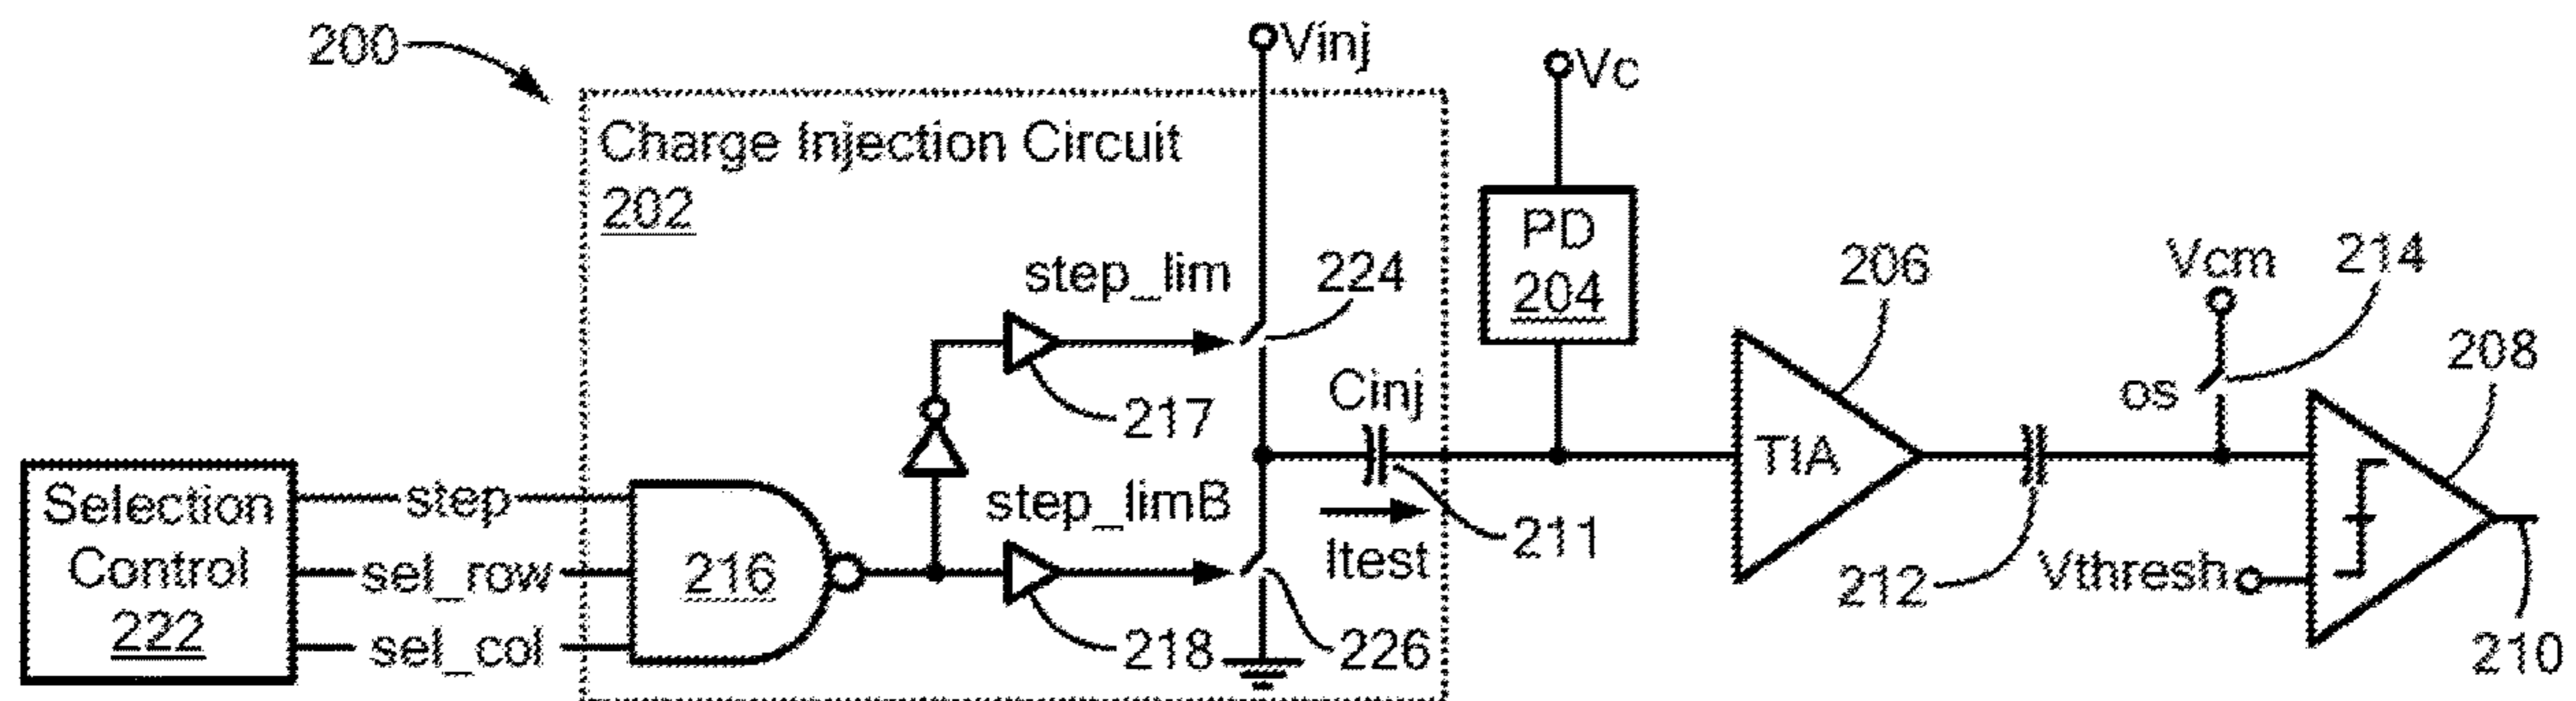 200
Vinj
Vc
Charge Injection Circuit
202
PD
204
step_lim
224
206
Vcm
214
208
217
Cinj
os
TIA
Selection
Control
222
step
sel_row
sel_col
216
step_limB
218
Itest
211
226
212
Vthresh
210